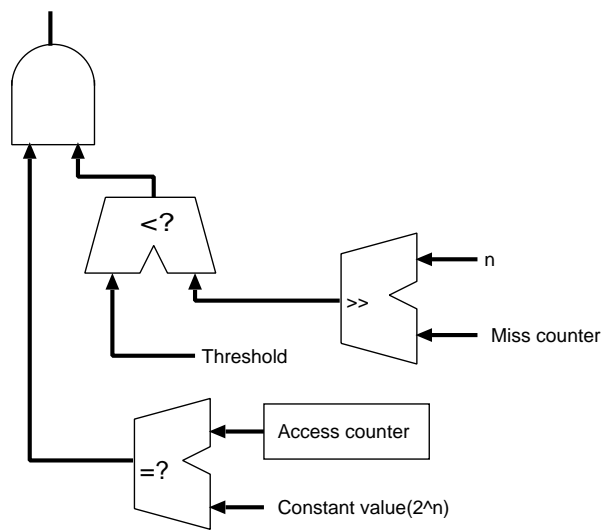 <?
n
>>
Miss counter
Threshold
Access counter
=?
Constant value(2^n)